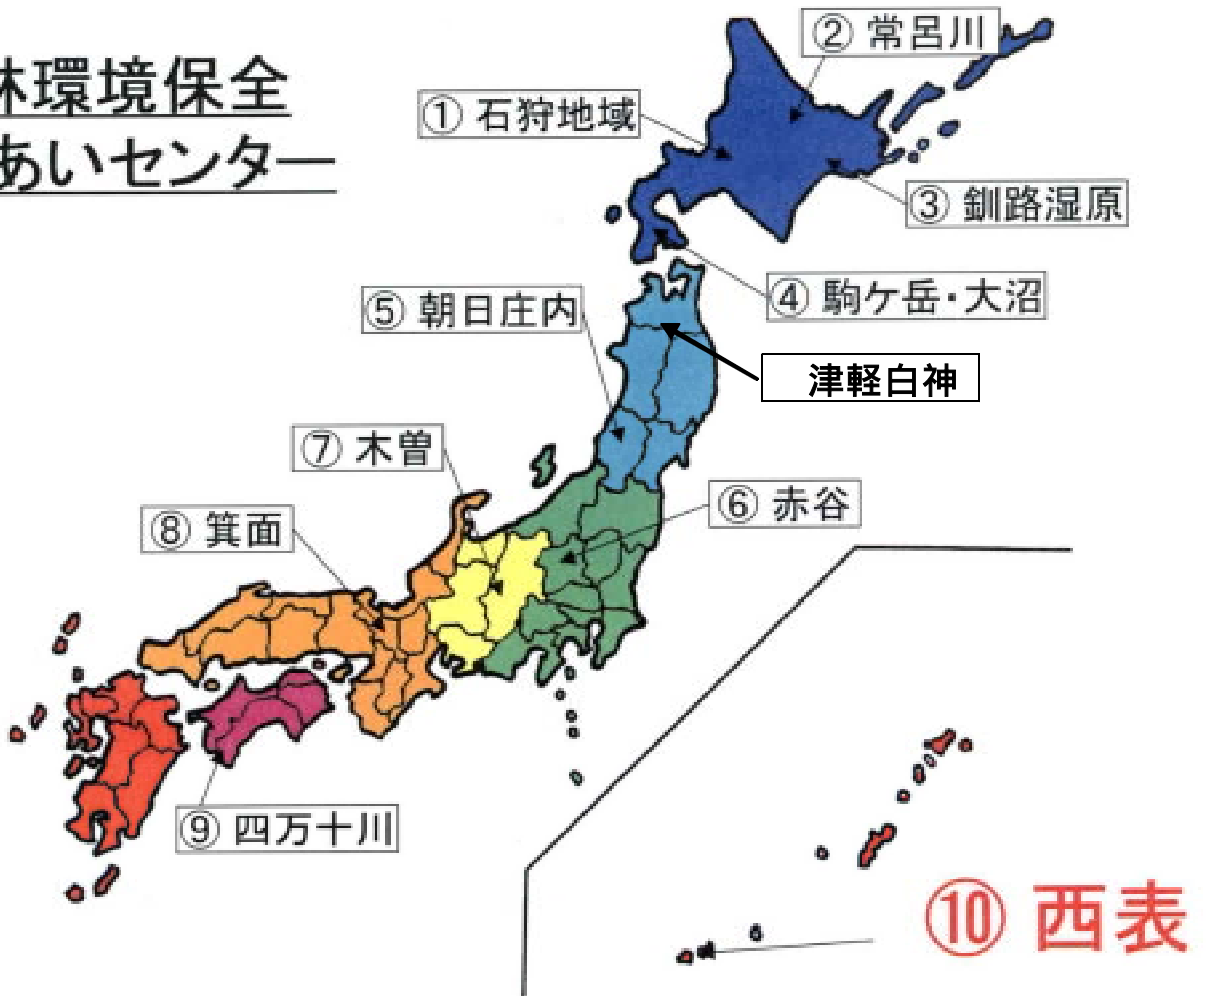 林環境保全
あいセンター
② 常呂川
① 石狩地域
③ 釧路湿原
④ 駒ケ岳・大沼
⑤ 朝日庄内
津軽白神
⑦ 木曽
⑥ 赤谷
⑧ 箕面
⑨ 四万十川
⑩ 西表